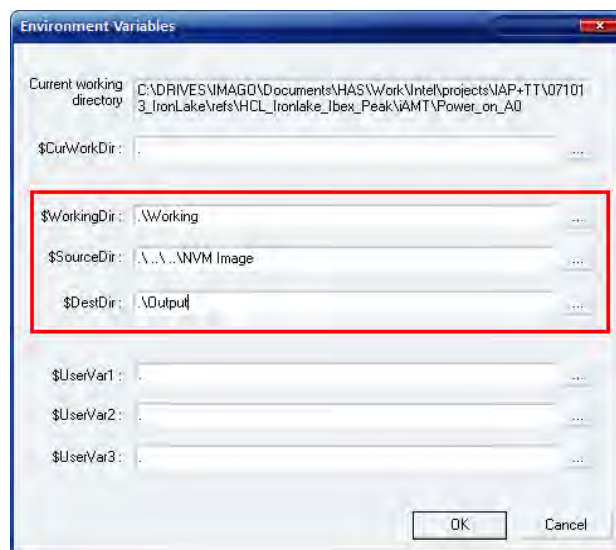 Environment Variables
Current working directory
C:\DRIVES\IMAGO\Documents\HAS\Work\Intel\projects\IAP+TT\07101
3_IronLake\refs\HCL_Ironlake_Ibex_Peak\iAMT\Power_on_A0
$CurWorkDir : . ...
$WorkingDir : .\Working ...
$SourceDir : .\..\..\NVM Image ...
$DestDir : .\Output ...
$UserVar1 : . ...
$UserVar2 : . ...
$UserVar3 : . ...
OK Cancel